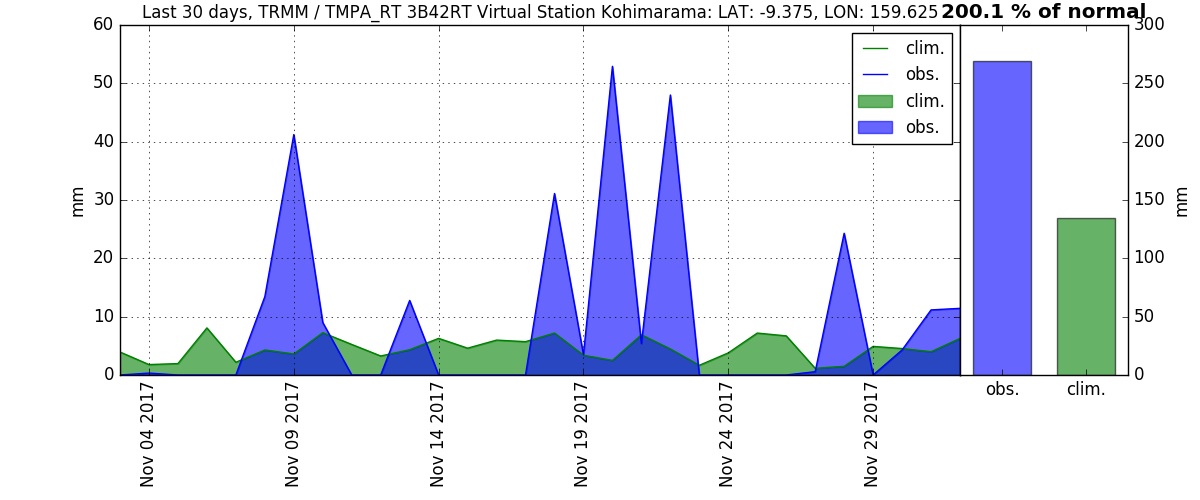 Last 30 days, TRMM / TMPA_RT 3B42RT Virtual Station Kohimarama: LAT: -9.375, LON: 159.625
200.1 % of normal
60
50
40
30
20
10
0
mm
clim.
obs.
clim.
obs.
Nov 04 2017
Nov 09 2017
Nov 14 2017
Nov 19 2017
Nov 24 2017
Nov 29 2017
300
250
200
150
100
50
0
mm
obs.
clim.